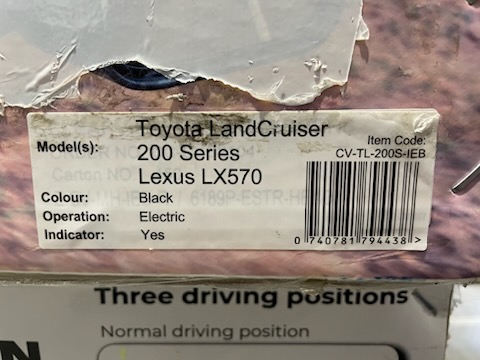 Model(s): Toyota LandCruiser
200 Series
Lexus LX570
Item Code:
CV-TL-200S-IEB
Colour: Black
Operation: Electric
Indicator: Yes
0 740781 794438 >
Three driving positions
Normal driving position